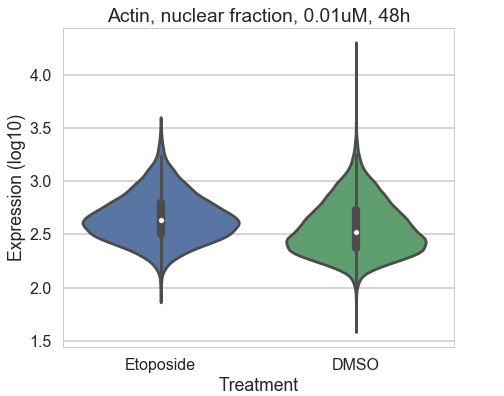 Actin, nuclear fraction, 0.01uM, 48h
Expression (log10)
4.0
3.5
3.0
2.5
2.0
1.5
Etoposide DMSO
Treatment